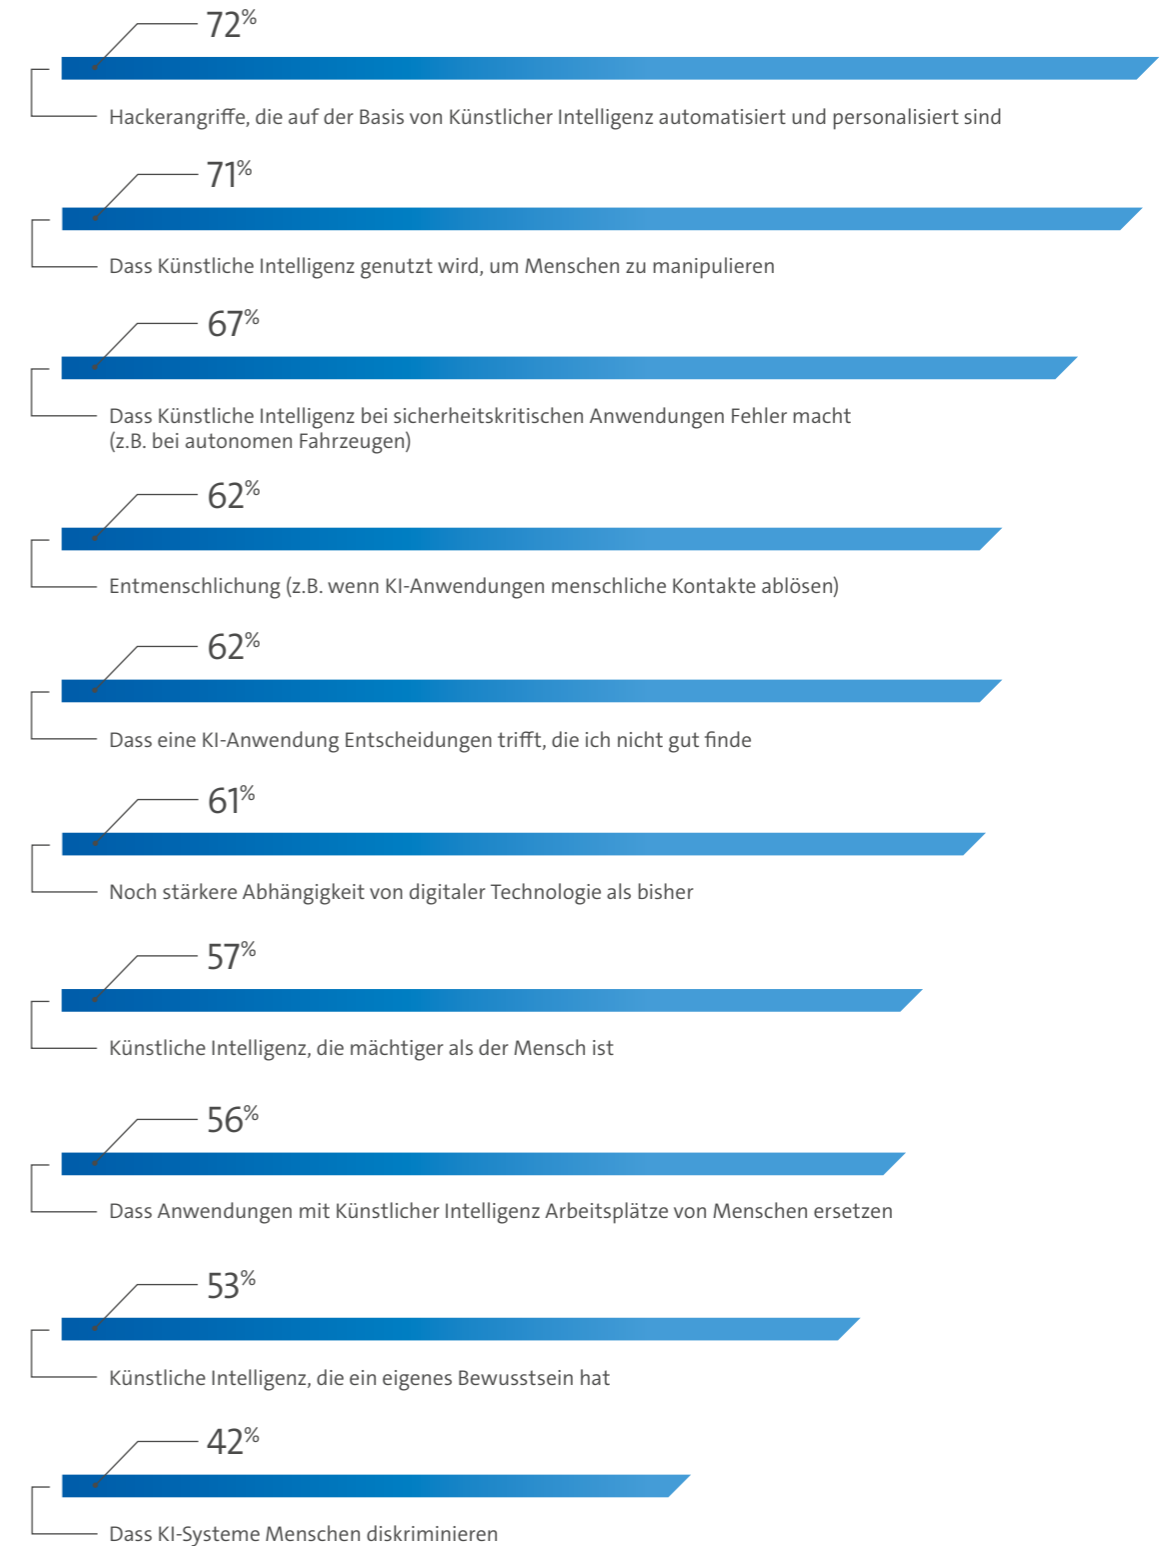 72%
Hackerangriffe, die auf der Basis von Künstlicher Intelligenz automatisiert und personalisiert sind
71%
Dass Künstliche Intelligenz genutzt wird, um Menschen zu manipulieren
67%
Dass Künstliche Intelligenz bei sicherheitskritischen Anwendungen Fehler macht
(z.B. bei autonomen Fahrzeugen)
62%
Entmenschlichung (z.B. wenn KI-Anwendungen menschliche Kontakte ablösen)
62%
Dass eine KI-Anwendung Entscheidungen trifft, die ich nicht gut finde
61%
Noch stärkere Abhängigkeit von digitaler Technologie als bisher
57%
Künstliche Intelligenz, die mächtiger als der Mensch ist
56%
Dass Anwendungen mit Künstlicher Intelligenz Arbeitsplätze von Menschen ersetzen
53%
Künstliche Intelligenz, die ein eigenes Bewusstsein hat
42%
Dass KI-Systeme Menschen diskriminieren